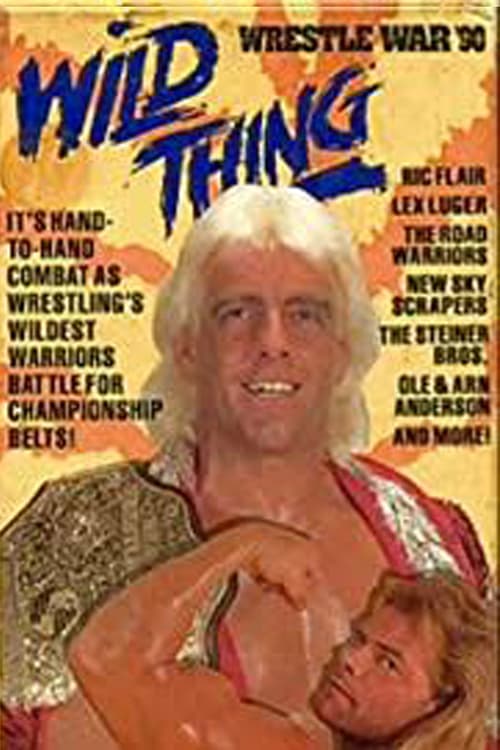 WRESTLE WAR '90
WILD
THING
IT'S HAND-
TO-HAND
COMBAT AS
WRESTLING'S
WILDEST
WARRIORS
BATTLE FOR
CHAMPIONSHIP
BELTS!
RIC FLAIR
LEX LUGER
THE ROAD
WARRIORS
NEW SKY
SCRAPERS
THE STEINER
BROS.
OLE & ARN
ANDERSON
AND MORE!